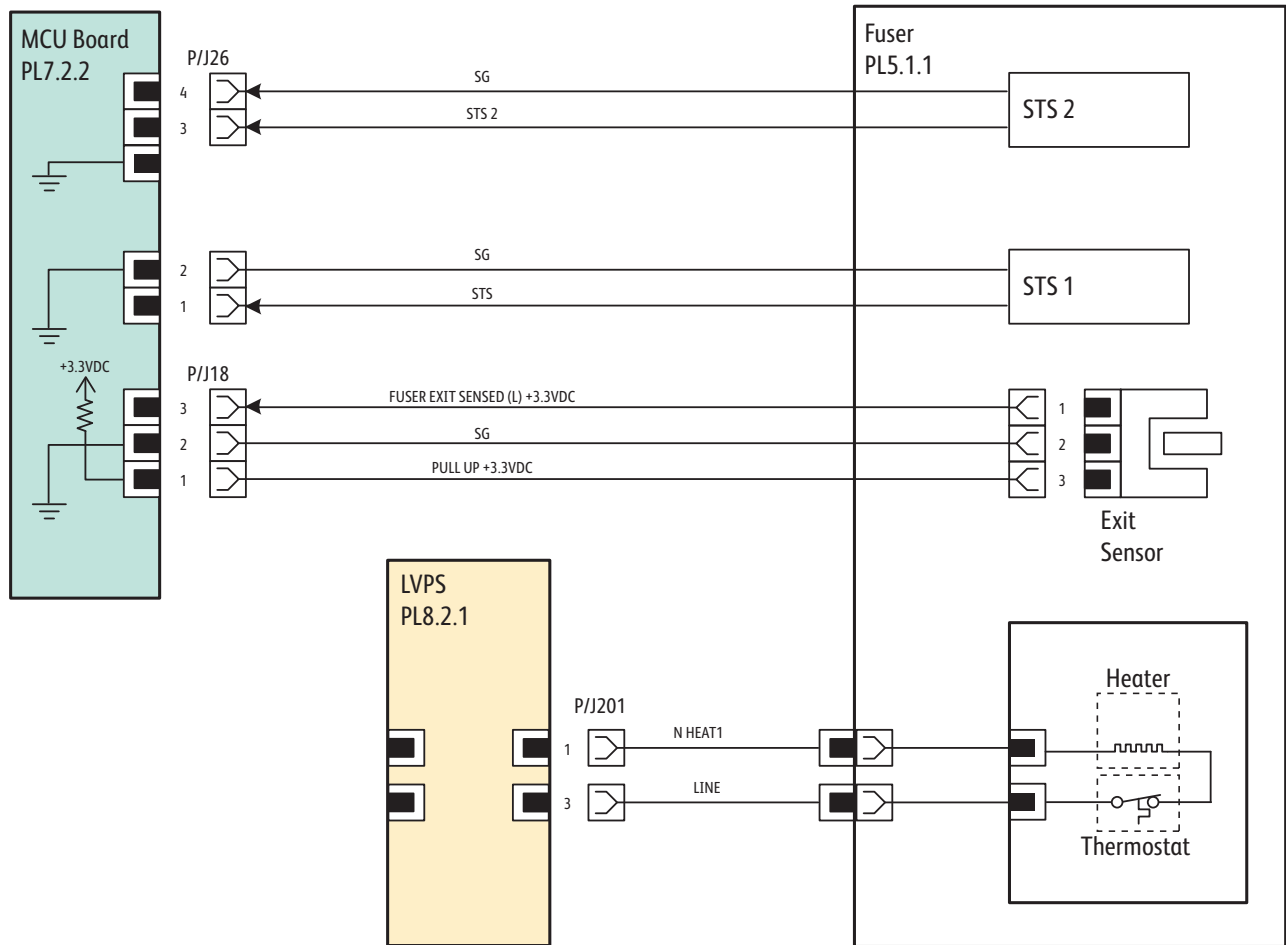 MCU Board
PL7.2.2
P/J26
4
SG
3
STS 2
Fuser
PL5.1.1
STS 2
2
SG
1
STS
STS 1
+3.3VDC
P/J18
3
FUSER EXIT SENSED (L) +3.3VDC
1
2
SG
2
1
PULL UP +3.3VDC
3
Exit
Sensor
LVPS
PL8.2.1
P/J201
1
N HEAT1
3
LINE
Heater
Thermostat